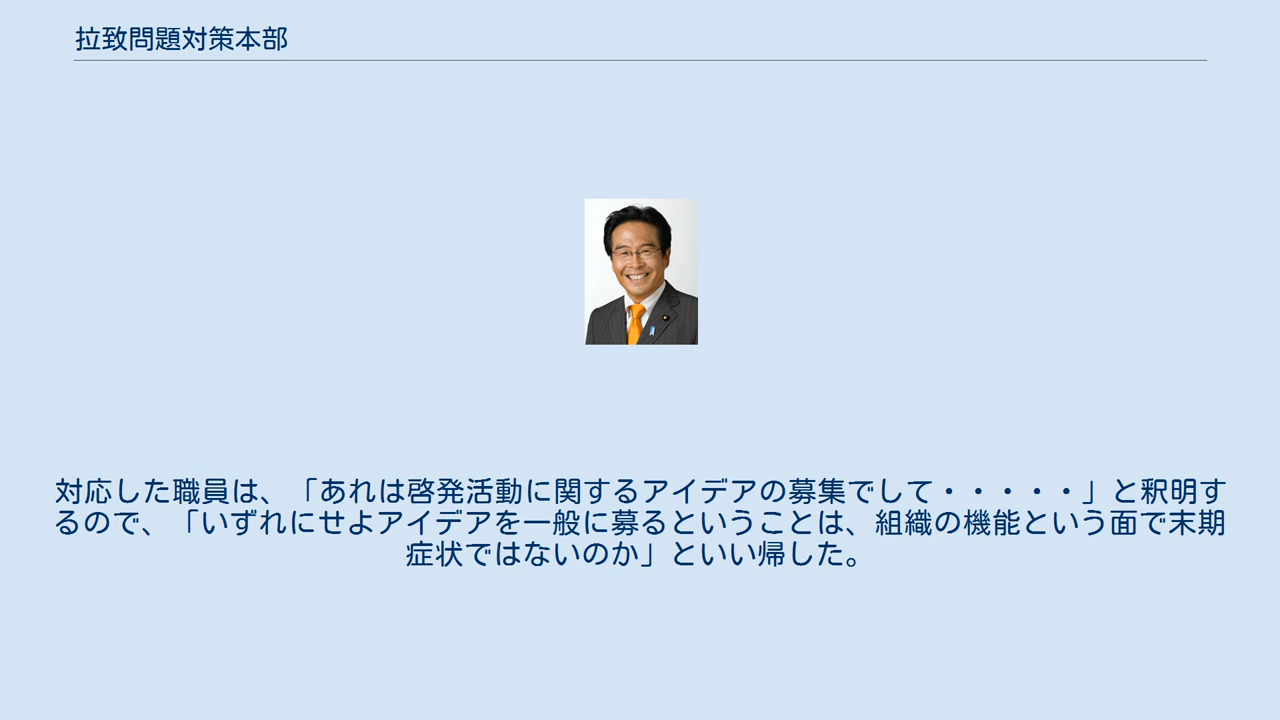 拉致問題対策本部
対応した職員は、「あれは啓発活動に関するアイデアの募集でして・・・・・」と釈明す
るので、「いずれにせよアイデアを一般に募るということは、組織の機能という面で末期
症状ではないのか」といい帰した。